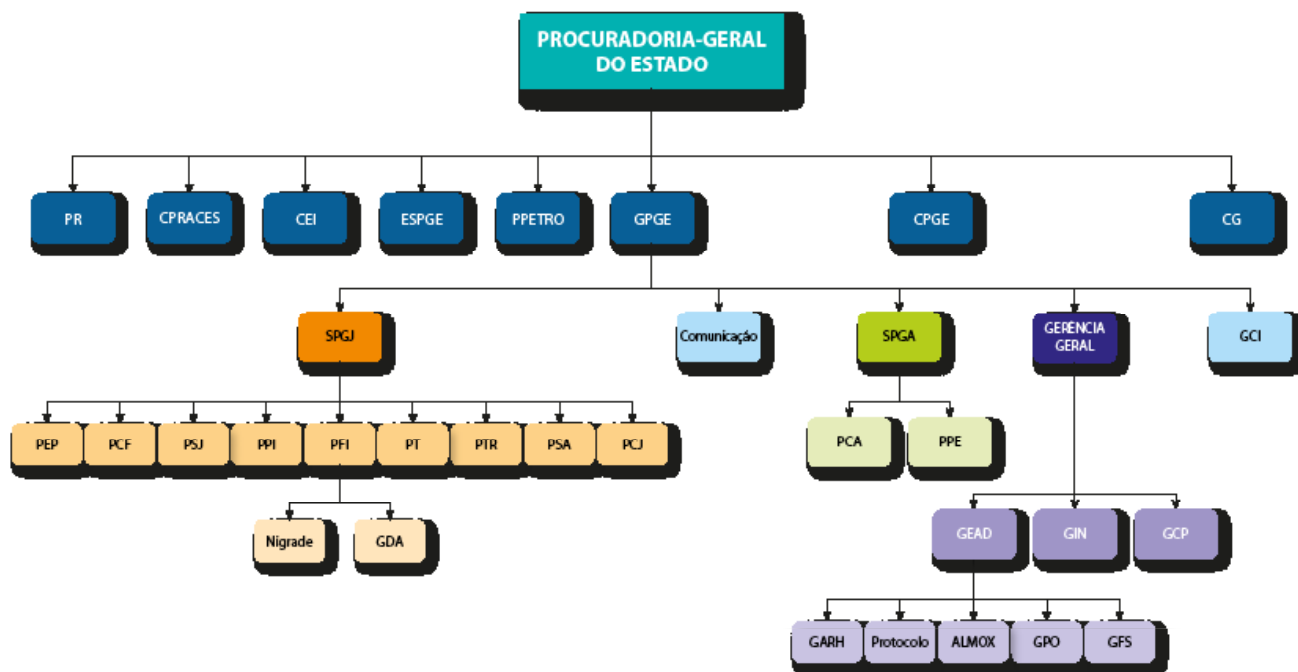 PROCURADORIA-GERAL
DO ESTADO
PR
CPRACES
CEI
ESPGE
PPETRO
GPGE
CPGE
CG
SPGJ
Comunicação
SPGA
GERÊNCIA
GERAL
GCI
PEP
PCF
PSJ
PPI
PFI
PT
PTR
PSA
PCJ
PCA
PPE
Nigrade
GDA
GEAD
GIN
GCP
GARH
Protocolo
ALMOX
GPO
GFS